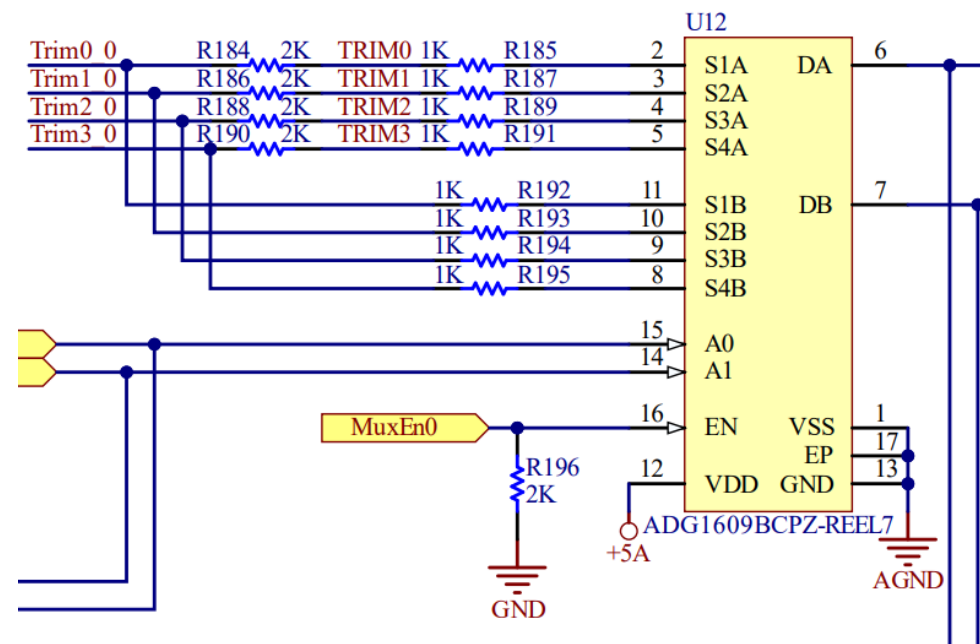 U12
Trim0_0 R184 2K TRIM0 1K R185 2 S1A DA 6
Trim1_0 R186 2K TRIM1 1K R187 3 S2A
Trim2_0 R188 2K TRIM2 1K R189 4 S3A
Trim3_0 R190 2K TRIM3 1K R191 5 S4A
1K R192 11 S1B DB 7
1K R193 10 S2B
1K R194 9 S3B
1K R195 8 S4B
15 A0
14 A1
MuxEn0 16 EN VSS 1
EP 17
R196 12 VDD GND 13
2K
ADG1609BCPZ-REEL7
+5A
AGND
GND